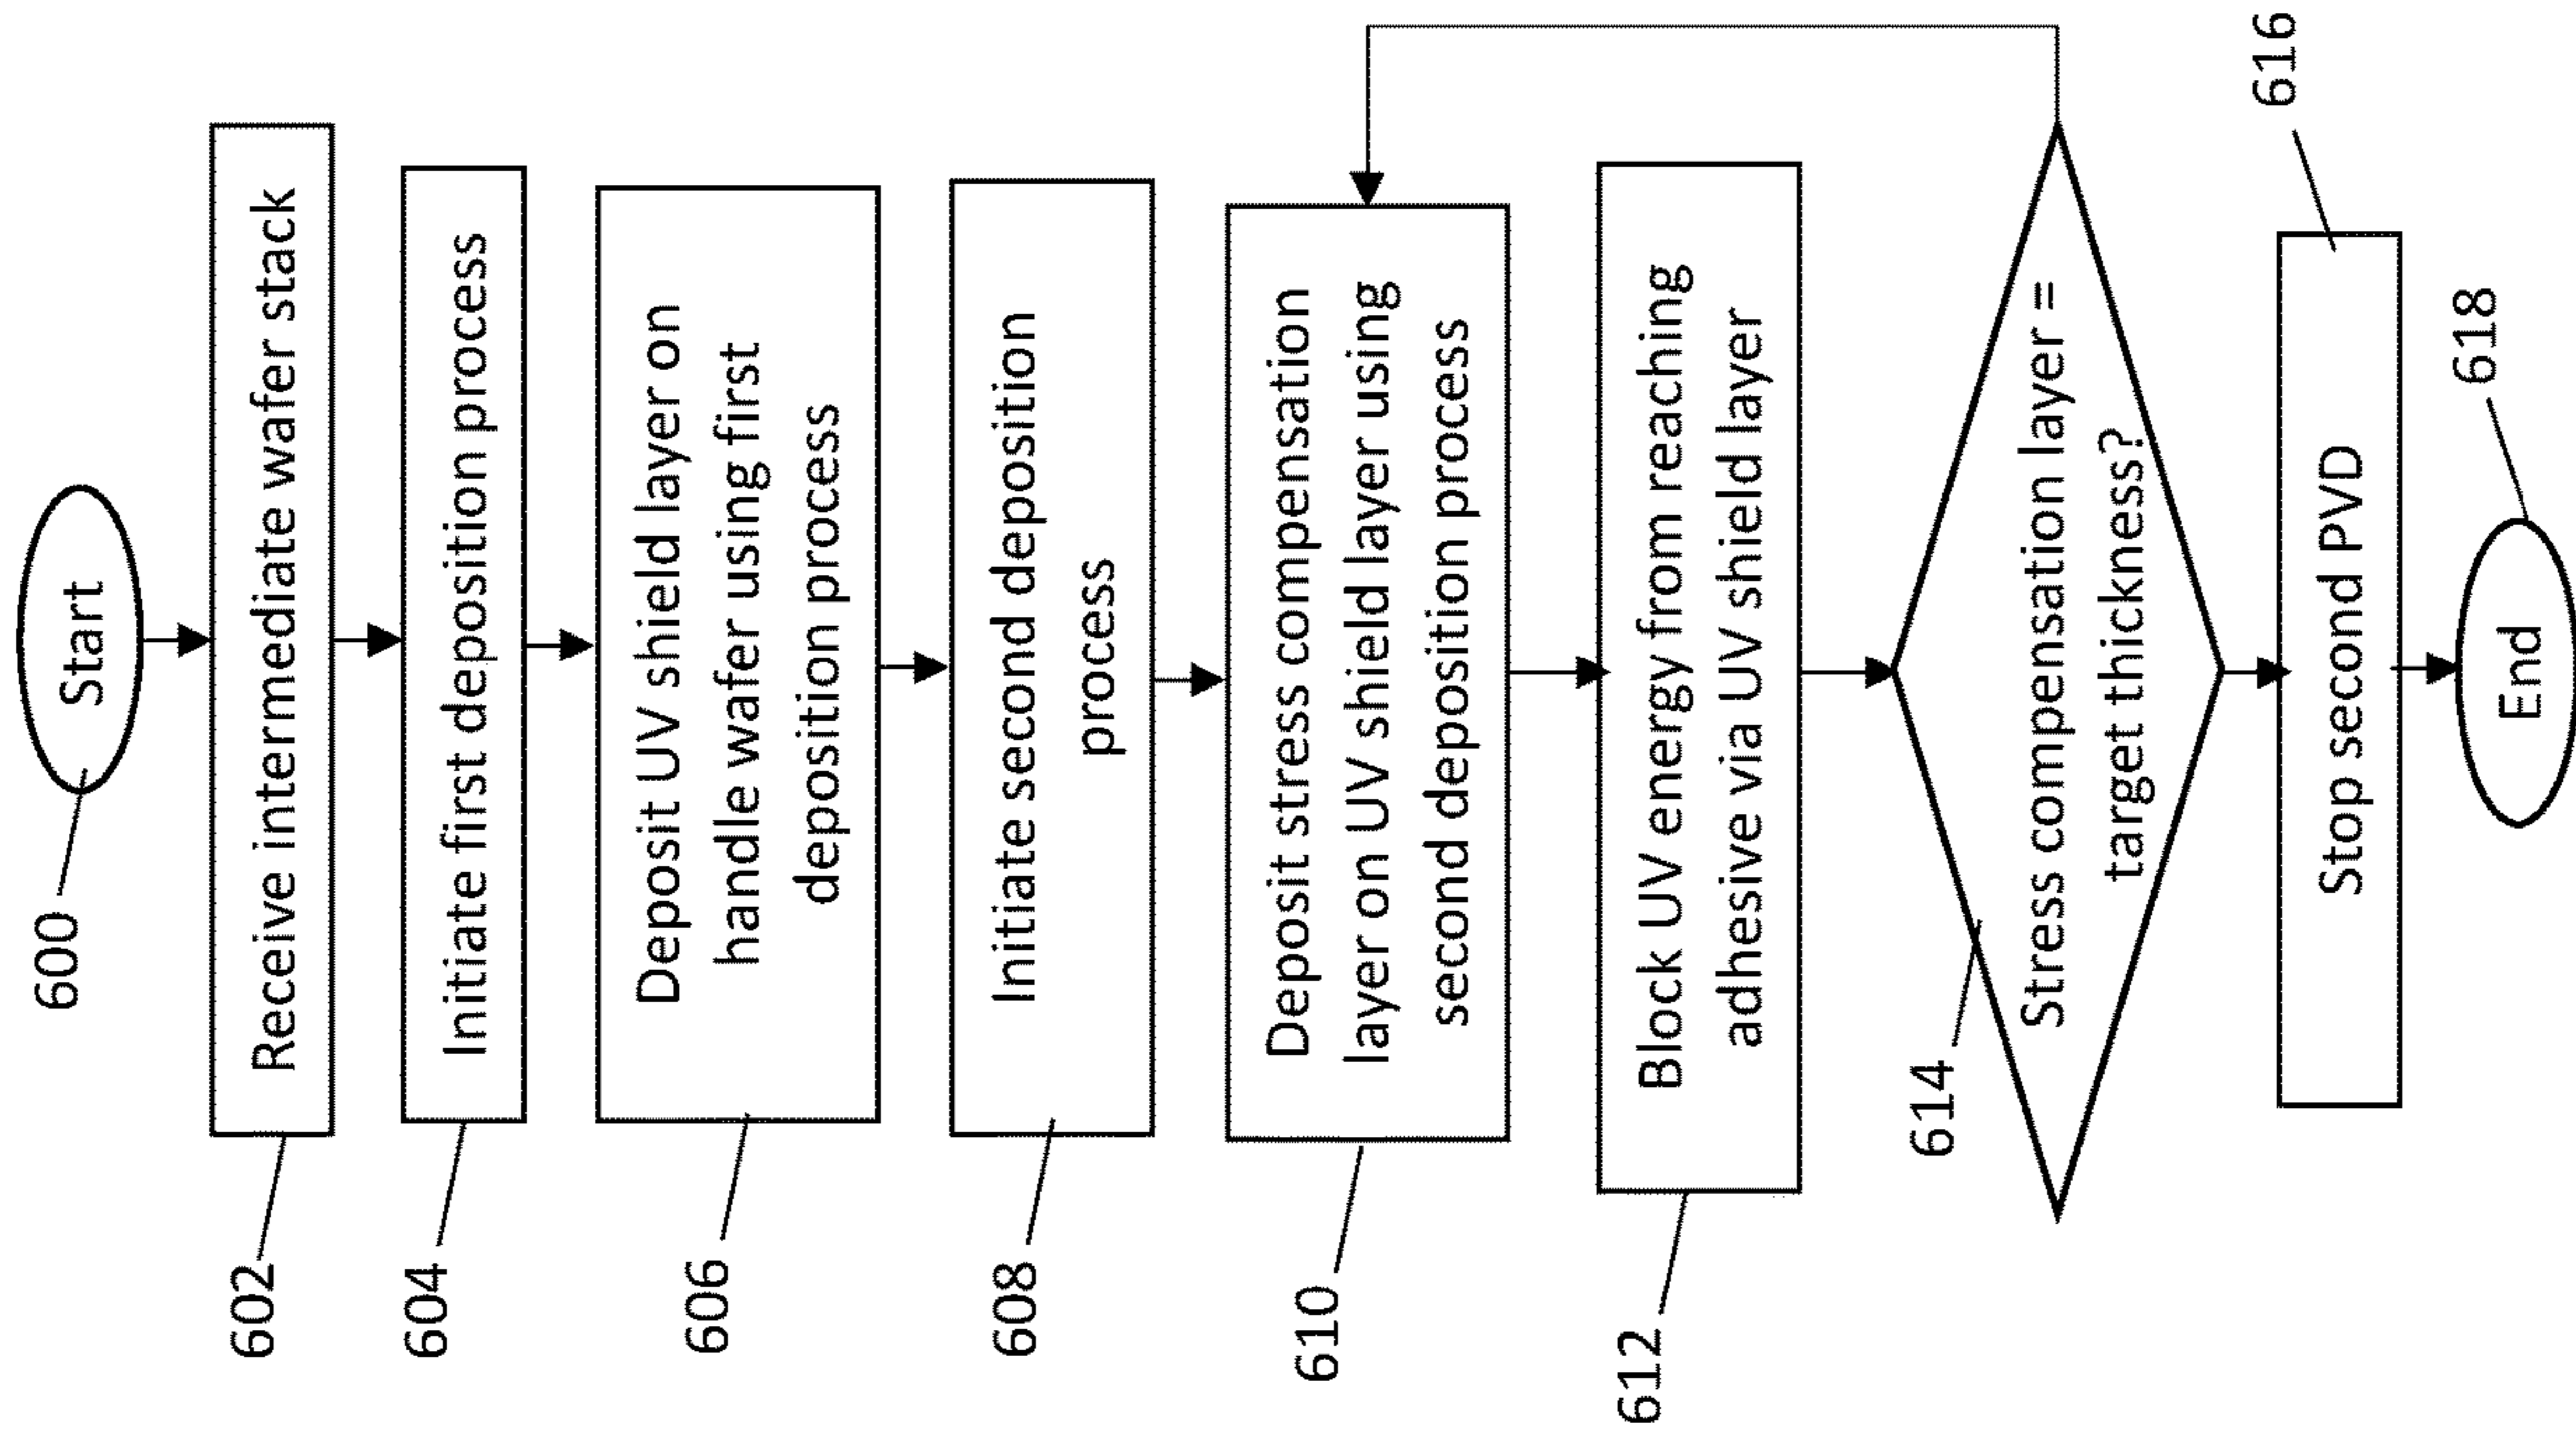 Start
600
Receive intermediate wafer stack
602
Initiate first deposition process
604
Deposit UV shield layer on
handle wafer using first
deposition process
606
Initiate second deposition
process
608
Deposit stress compensation
layer on UV shield layer using
second deposition process
610
Block UV energy from reaching
adhesive via UV shield layer
612
Stress compensation layer =
target thickness?
614
Stop second PVD
616
End
618